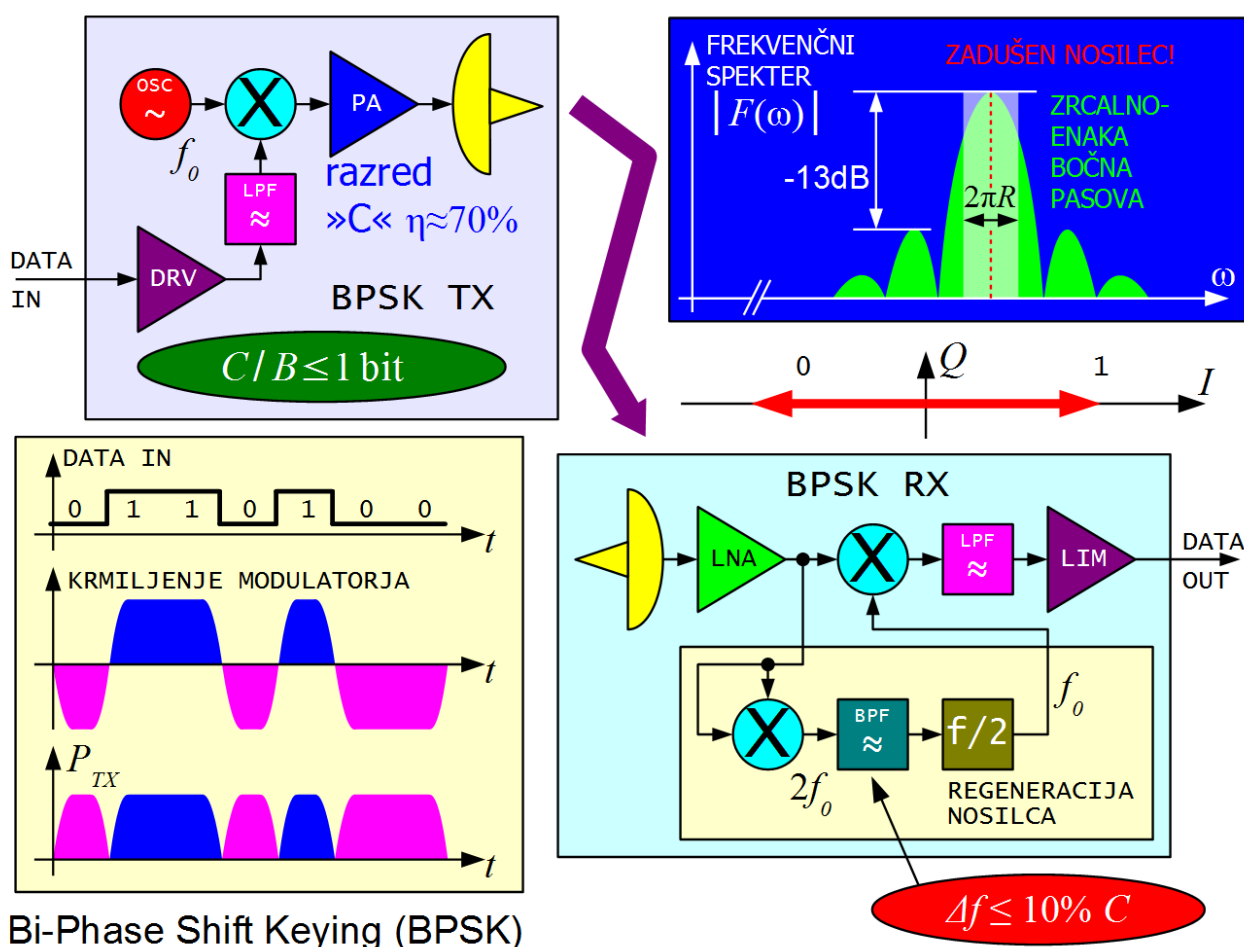 OSC
~
X
PA
f₀
LPF
≈
razred
»C« η≈70%
DATA
IN
DRV
BPSK TX
C / B ≤ 1 bit
FREKVENČNI
SPEKTER
|F(ω)|
ZADUŠEN NOSILEC!
ZRCALNO-
ENAKA
BOČNA
PASOVA
-13dB
2πR
ω
0
Q
1
I
DATA IN
0 1 1 0 1 0 0
t
KRMILJENJE MODULATORJA
t
P_TX
t
Bi-Phase Shift Keying (BPSK)
BPSK RX
LNA
X
LPF
≈
LIM
DATA
OUT
X
2f₀
BPF
≈
f/2
f₀
REGENERACIJA
NOSILCA
Δf ≤ 10% C